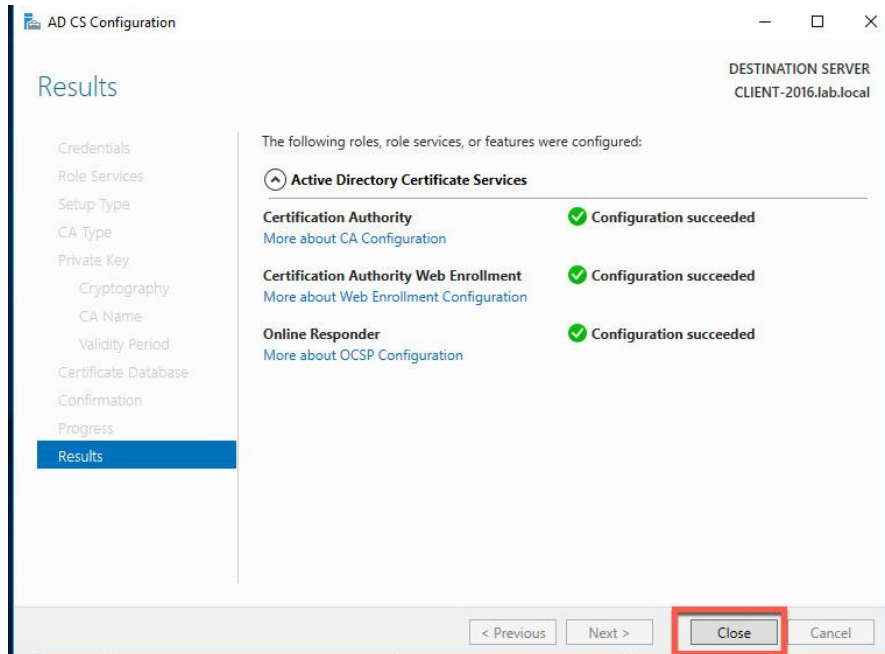 AD CS Configuration
Results
DESTINATION SERVER
CLIENT-2016.lab.local
Credentials
Role Services
Setup Type
CA Type
Private Key
Cryptography
CA Name
Validity Period
Certificate Database
Confirmation
Progress
Results
The following roles, role services, or features were configured:
Active Directory Certificate Services
Certification Authority Configuration succeeded
More about CA Configuration
Certification Authority Web Enrollment Configuration succeeded
More about Web Enrollment Configuration
Online Responder Configuration succeeded
More about OCSP Configuration
< Previous Next > Close Cancel